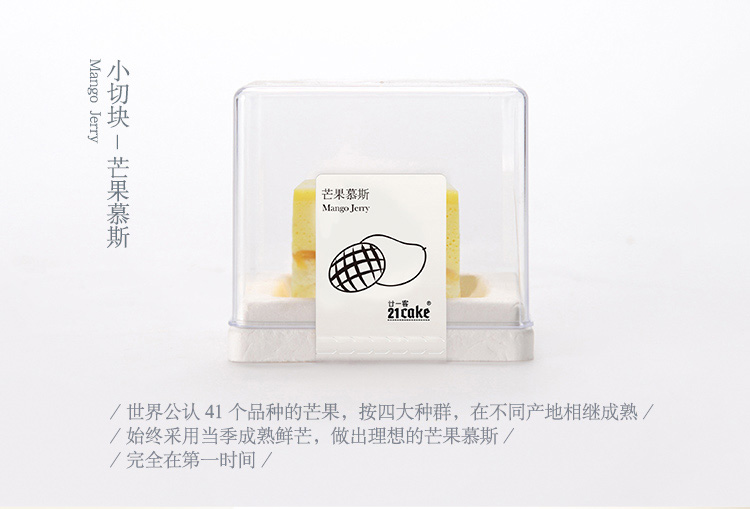 小切块－芒果慕斯
Mango Jerry
芒果慕斯
Mango Jerry
廿一客
21cake®
／世界公认 41 个品种的芒果，按四大种群，在不同产地相继成熟／
／始终采用当季成熟鲜芒，做出理想的芒果慕斯／
／完全在第一时间／